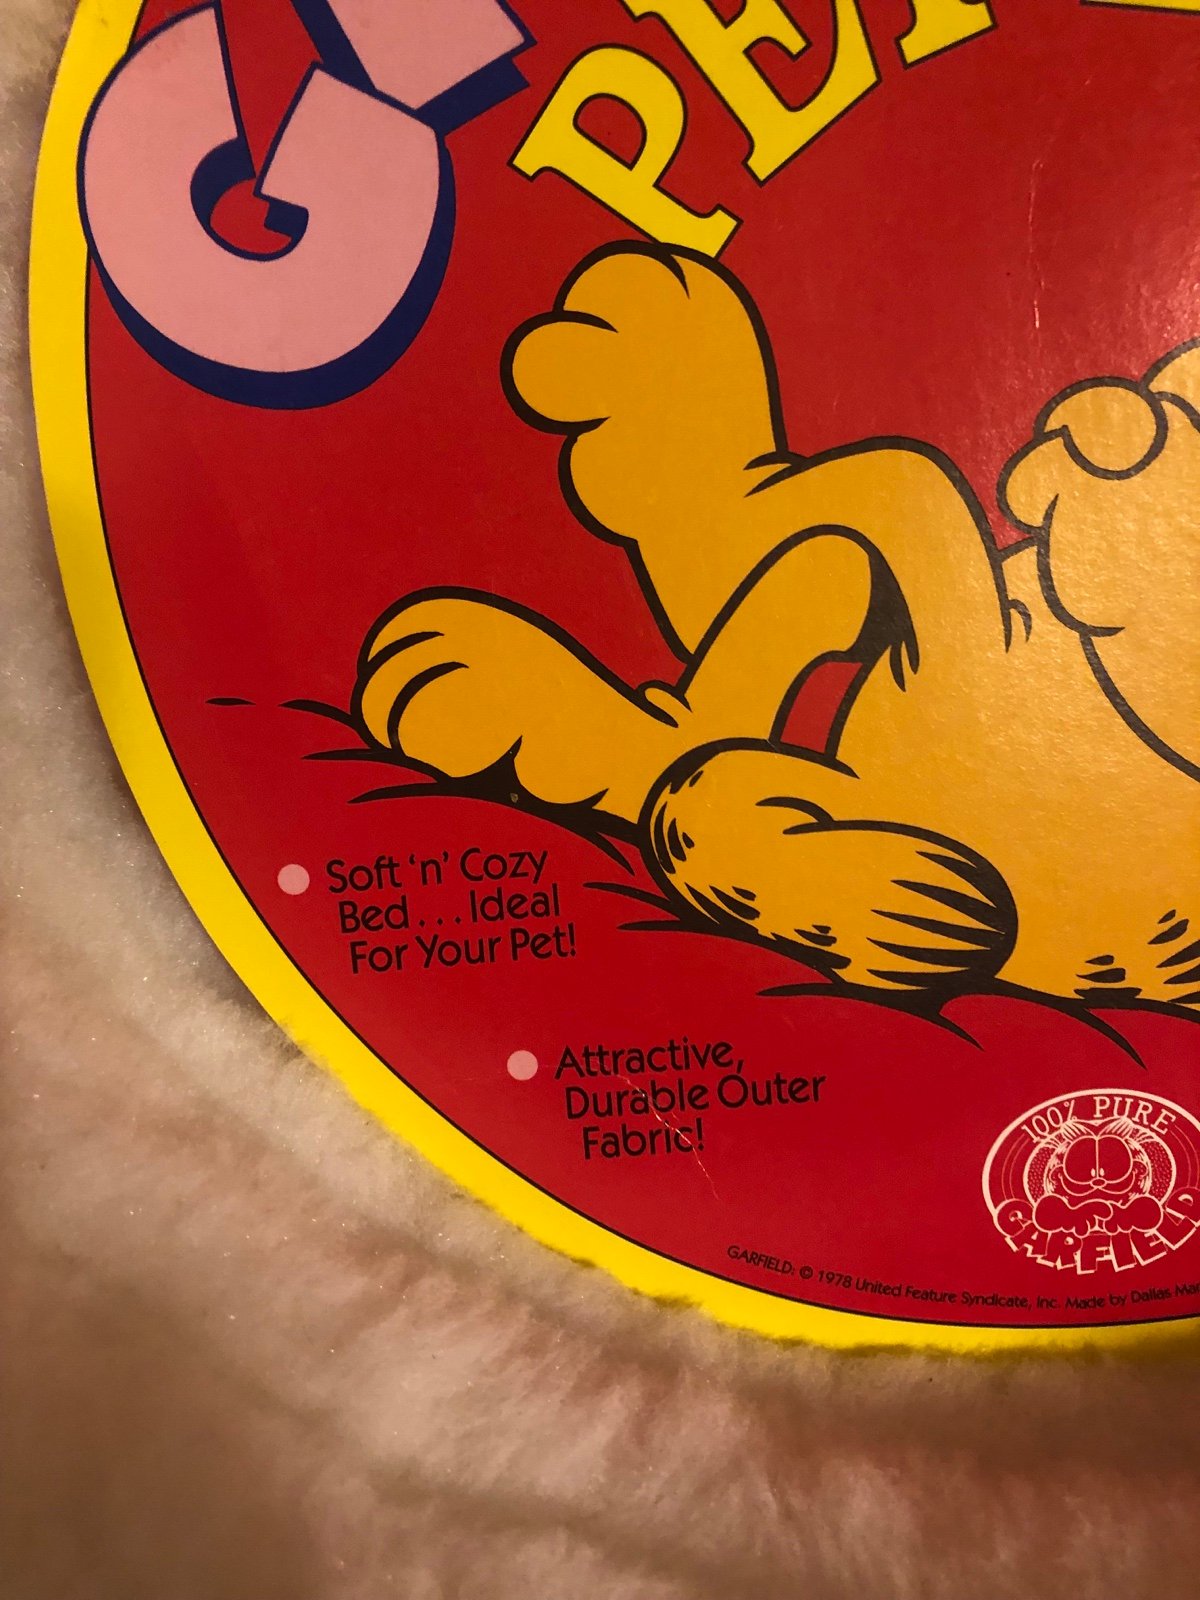 G
PE
Soft 'n' Cozy
Bed...Ideal
For Your Pet!
Attractive,
Durable Outer
Fabric!
100% PURE
GARFIELD
GARFIELD: © 1978 United Feature Syndicate, Inc. Made by Dallas